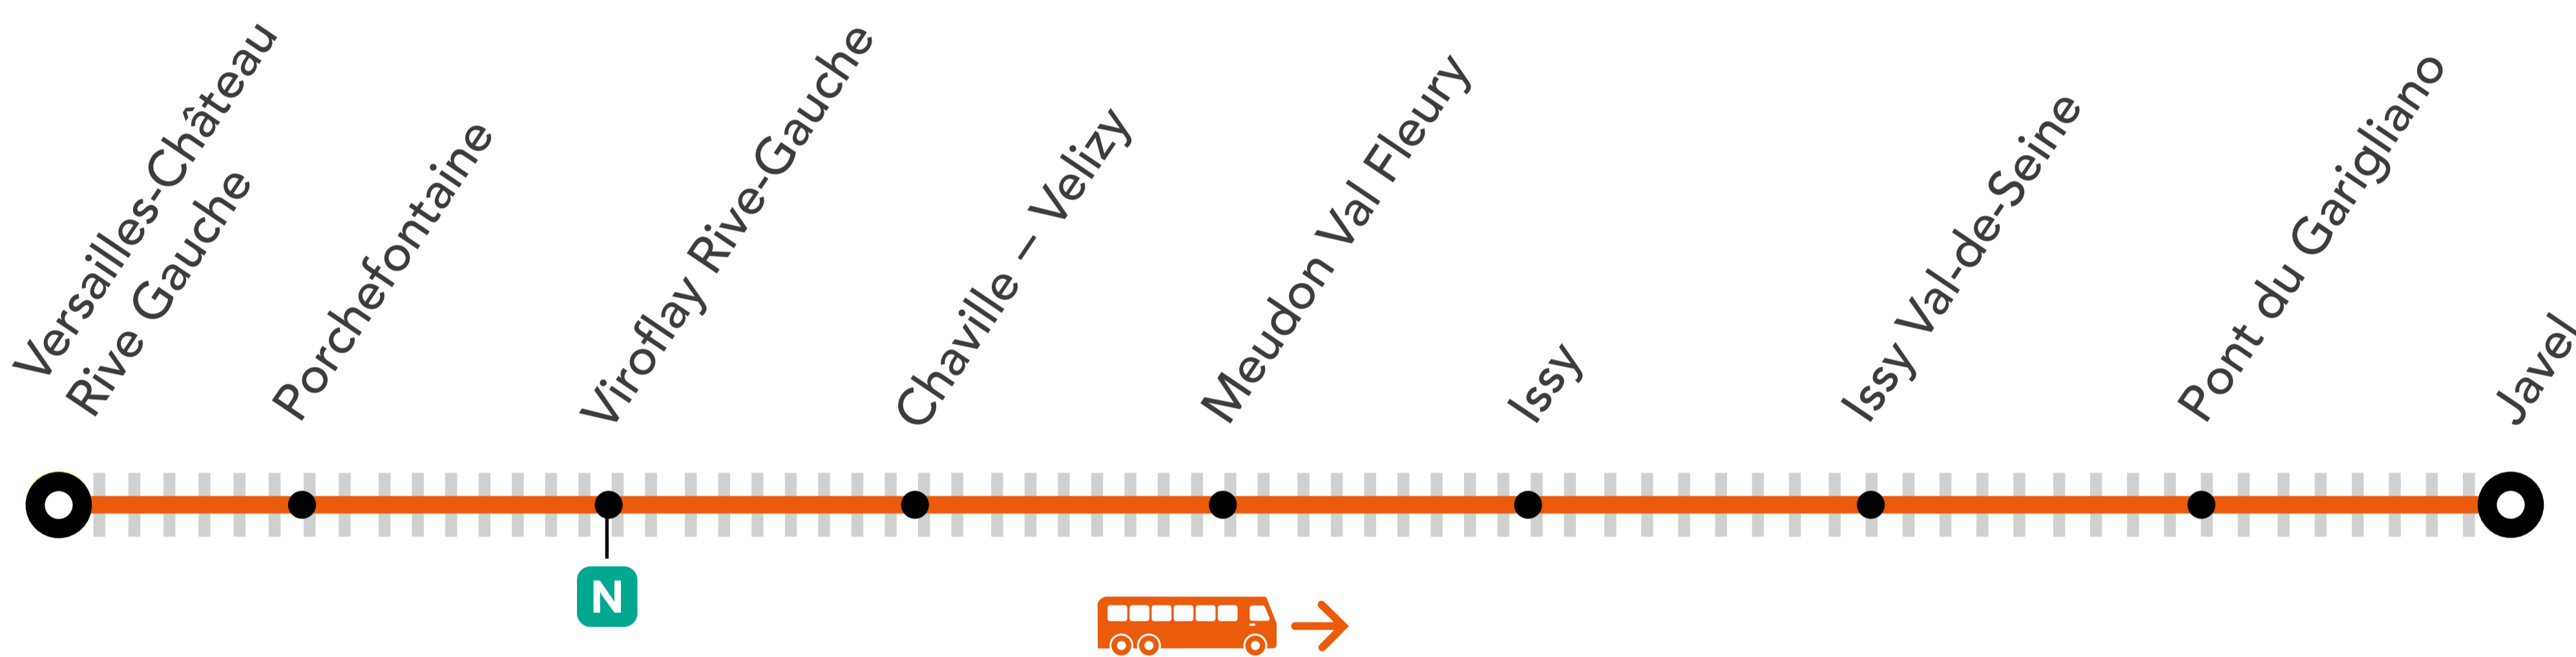 Versailles-Château
Rive Gauche
Porchefontaine
Viroflay Rive-Gauche
Chaville – Velizy
Meudon Val Fleury
Issy
Issy Val-de-Seine
Pont du Garigliano
Javel
N